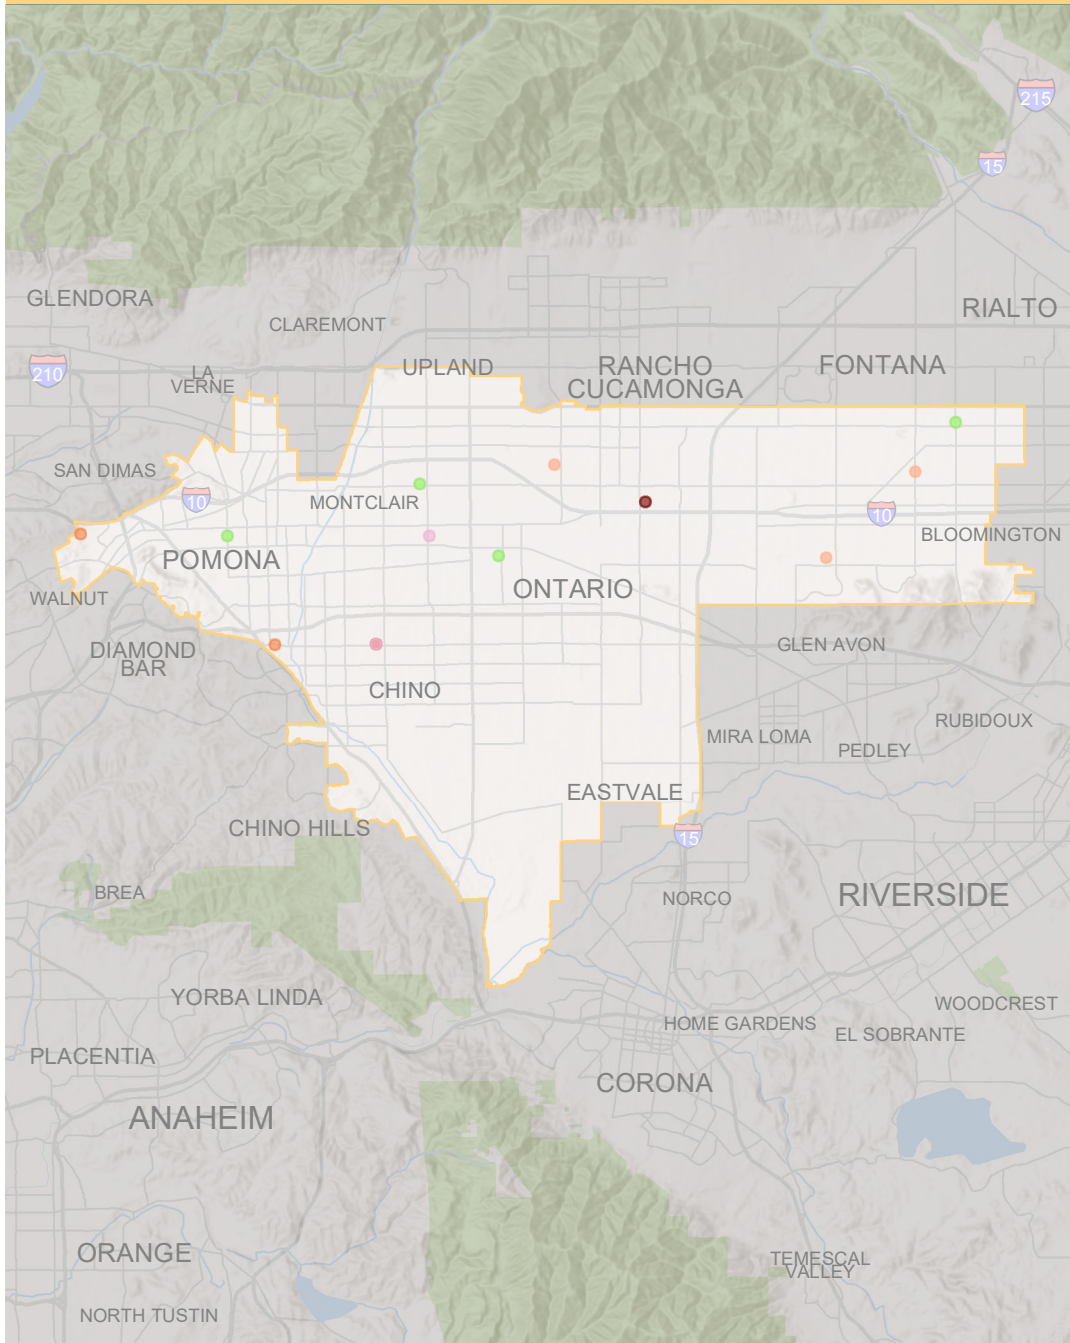 215
15
GLENDORA
RIALTO
CLAREMONT
210
LA
VERNE
UPLAND
RANCHO
CUCAMONGA
FONTANA
SAN DIMAS
10
MONTCLAIR
10
BLOOMINGTON
POMONA
WALNUT
ONTARIO
DIAMOND
BAR
GLEN AVON
CHINO
RUBIDOUX
MIRA LOMA
PEDLEY
EASTVALE
CHINO HILLS
15
BREA
NORCO
RIVERSIDE
YORBA LINDA
WOODCREST
HOME GARDENS
EL SOBRANTE
PLACENTIA
CORONA
ANAHEIM
ORANGE
TEMESCAL
VALLEY
NORTH TUSTIN